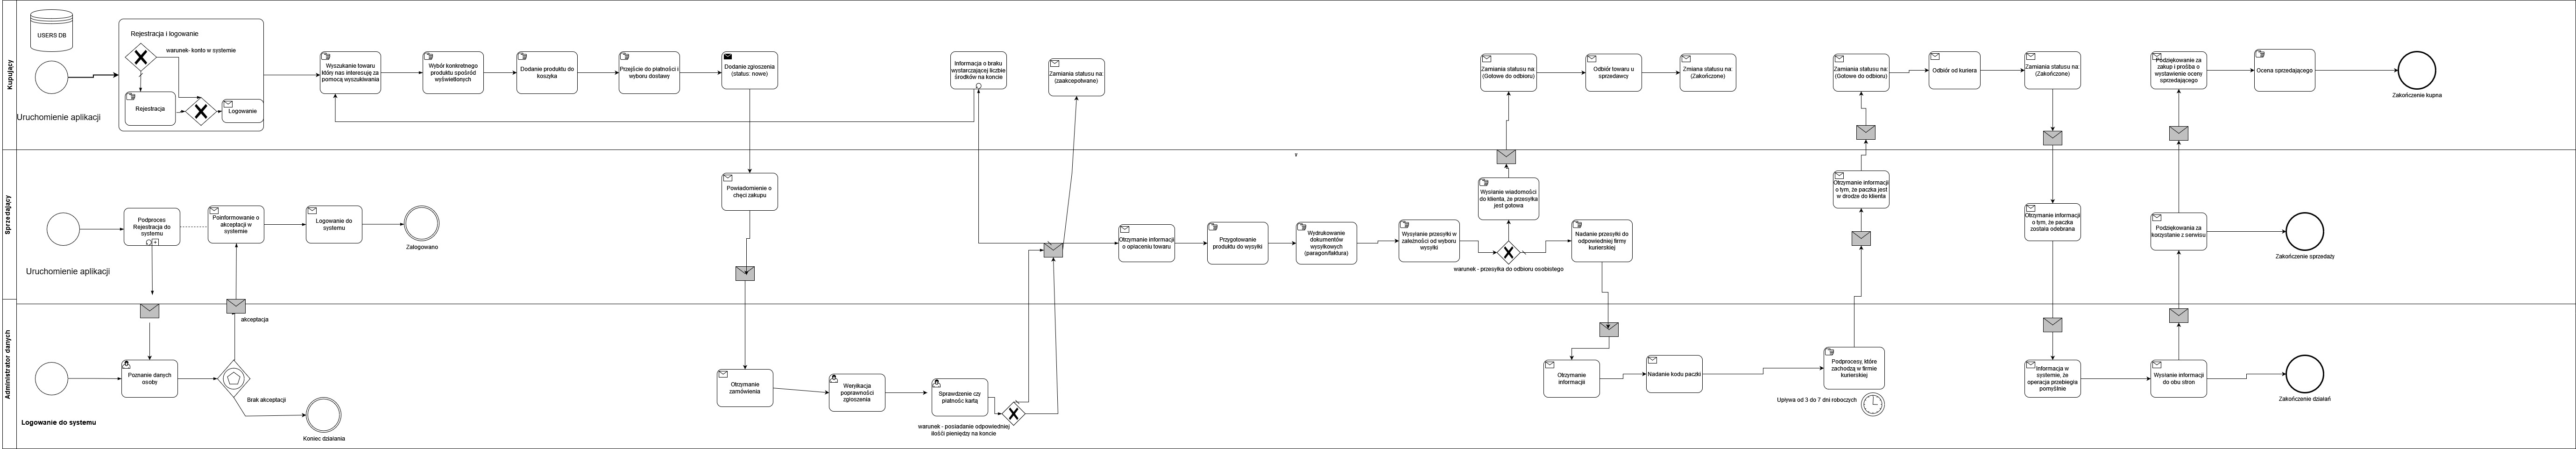 Kupujący
USERS DB
Uruchomienie aplikacji
Rejestracja i logowanie
warunek- konto w systemie
Rejestracja
Logowanie
Wyszukanie towaru
który nas interesuję za
pomocą wyszukiwania
Wybór konkretnego
produktu spośród
wyświetlonych
Dodanie produktu do
koszyka
Przejście do płatności i
wyboru dostawy
Dodanie zgłoszenia
(status: nowe)
Informacja o braku
wystarczającej liczbie
środków na koncie
Zamiania statusu na:
(zaakcepotwane)
Zamiania statusu na:
(Gotowe do odbioru)
Odbiór towaru u
sprzedawcy
Zmiana statusu na:
(Zakończone)
Zamiania statusu na:
(Gotowe do odbioru)
Odbiór od kuriera
Zamiania statusu na:
(Zakończone)
Podziękowanie za
zakup i prośba o
wystawienie oceny
sprzedającego
Ocena sprzedającego
Zakończenie kupna
Sprzedający
Uruchomienie aplikacji
Podproces
Rejestracja do
systemu
Poinformowanie o
akceptacji w
systemie
Logowanie do
systemu
Zalogowano
Powiadomienie o
chęci zakupu
Otrzymanie informacji
o opłaceniu towaru
Przygotowanie
produktu do wysyłki
Wydrukowanie
dokumentów
wysyłkowych
(paragon/faktura)
Wysyłanie przesyłki w
zależności od wyboru
wysyłki
Wysłanie wiadomości
do klienta, że przesyłka
jest gotowa
warunek - przesyłka do odbioru osobistego
Nadanie przesyłki do
odpowiedniej firmy
kurierskiej
Otrzymanie informacji
o tym, że paczka jest
w drodze do klienta
Otrzymanie informacji
o tym, że paczka
została odebrana
Podziękowania za
korzystanie z serwisu
Zakończenie sprzedaży
Administrator danych
Logowanie do systemu
Poznanie danych
osoby
akceptacja
Brak akceptacji
Koniec działania
Otrzymanie
zamówienia
Weryikacja
poprawności
zgłoszenia
Sprawdzenie czy
płatność kartą
warunek - posiadanie odpowiedniej
ilości pieniędzy na koncie
Otrzymanie
informacji
Nadanie kodu paczki
Podprocesy, które
zachodzą w firmie
kurierskiej
Upływa od 3 do 7 dni roboczych
Informacja w
systemie, że
operacja przebiegła
pomyślnie
Wysłanie informacji
do obu stron
Zakończenie działań